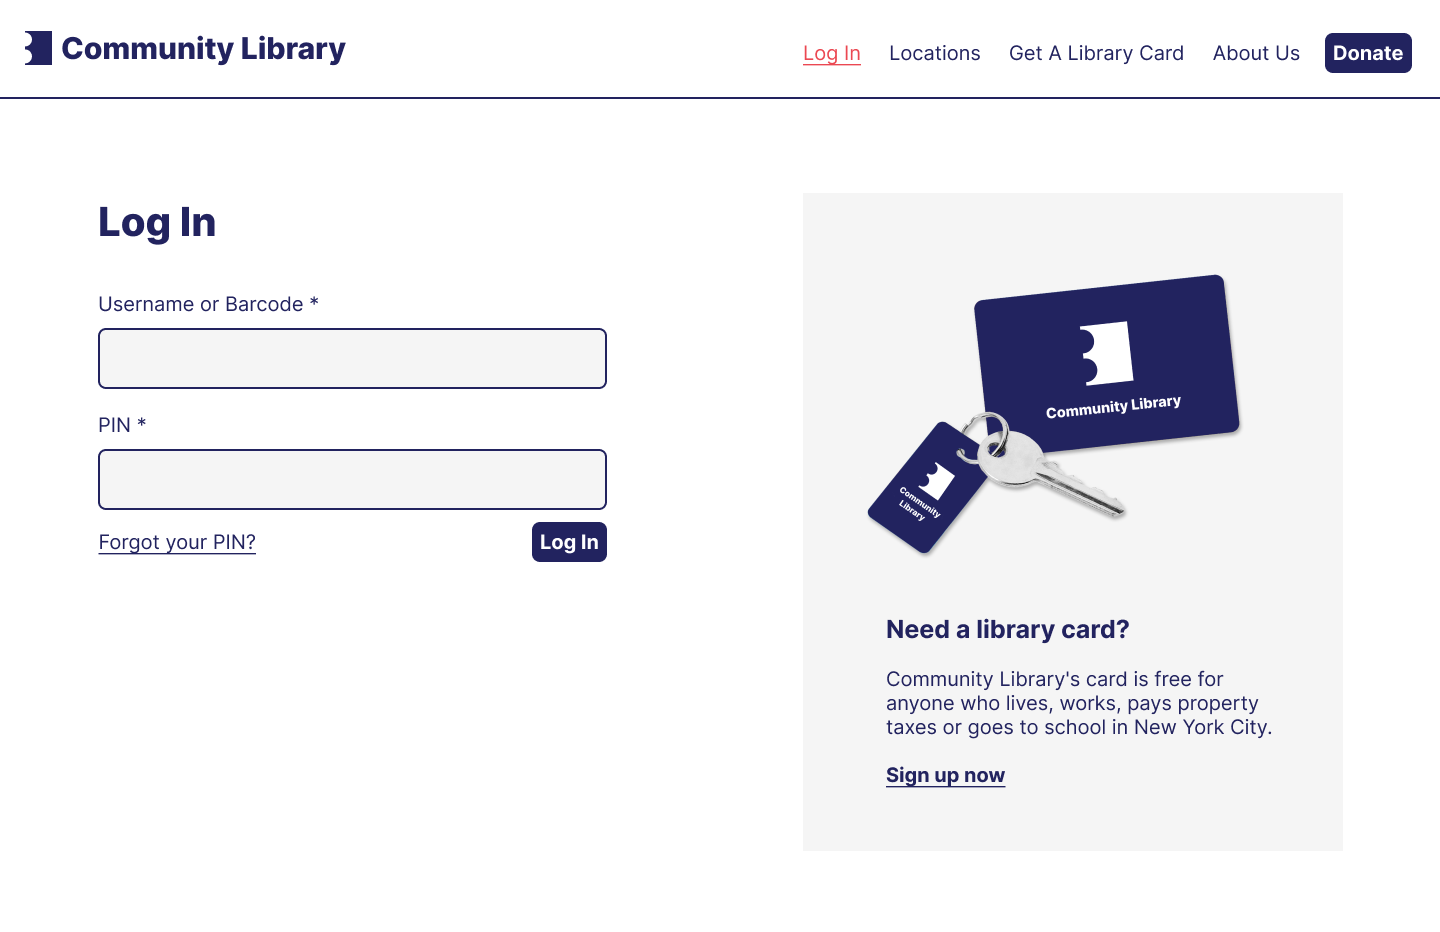 Community Library
Log In
Locations
Get A Library Card
About Us
Donate
Log In
Username or Barcode *
PIN *
Forgot your PIN?
Log In
Community Library
Community
Library
Need a library card?
Community Library's card is free for
anyone who lives, works, pays property
taxes or goes to school in New York City.
Sign up now